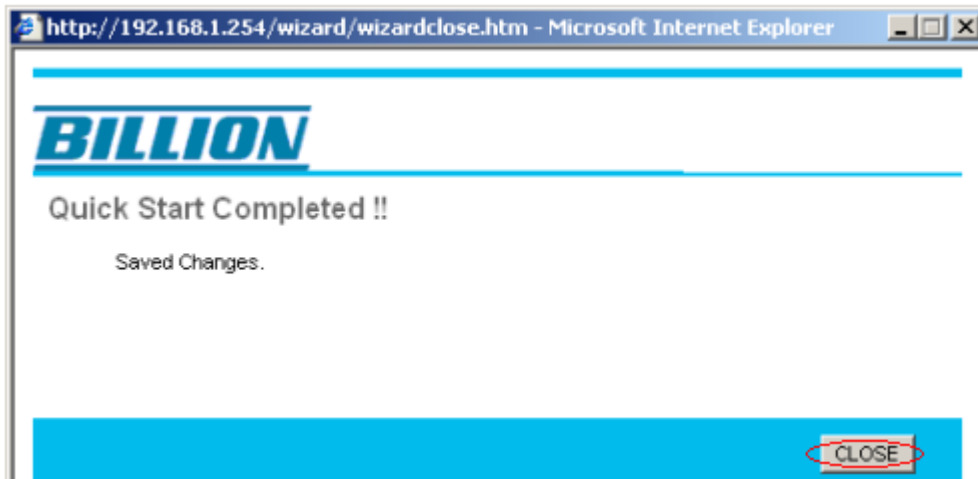 http://192.168.1.254/wizard/wizardclose.htm - Microsoft Internet Explorer
BILLION
Quick Start Completed !!
Saved Changes.
CLOSE